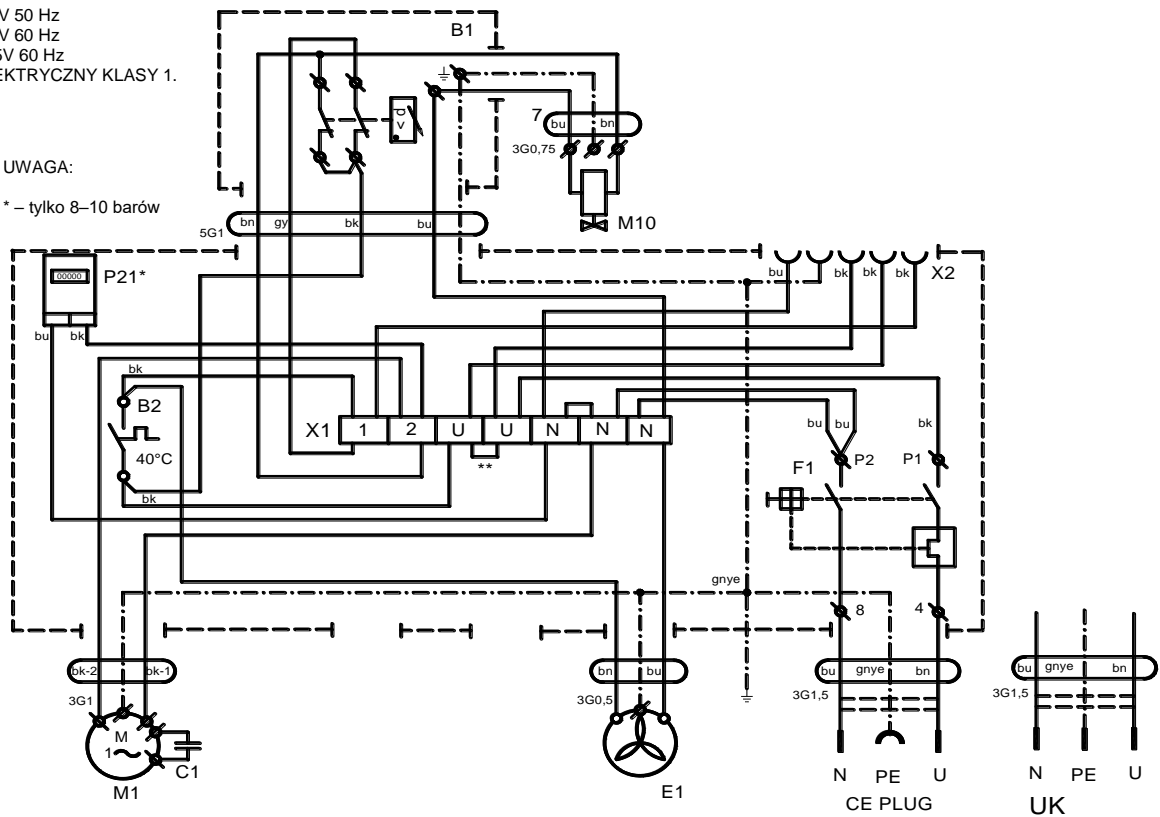 V 50 Hz
V 60 Hz
5V 60 Hz
EKTRYCZNY KLASY 1.
UWAGA:
* – tylko 8–10 barów
B1
7
bu
bn
3G0,75
M10
5G1
bn
gy
bk
bu
P21*
00000
bu
bk
bu
bk
bk
bk
X2
bk
B2
40°C
bk
X1
1
2
U
U
N
N
N
**
bu
bu
bk
P2
P1
F1
gnye
8
4
bk-2
bk-1
3G1
M
1
C1
M1
bn
bu
3G0,5
E1
bu
gnye
bn
3G1,5
N
PE
U
CE PLUG
bu
gnye
bn
3G1,5
N
PE
U
UK